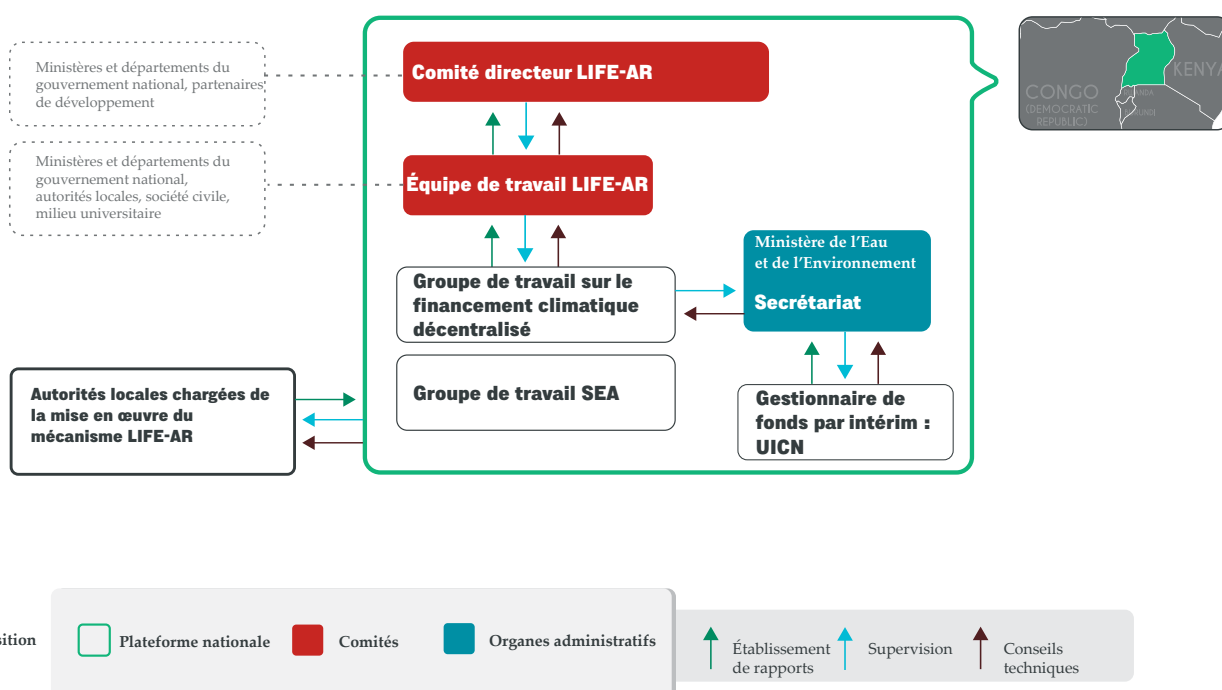 Ministères et départements du
gouvernement national, partenaires
de développement
Comité directeur LIFE-AR
KENYA
CONGO
(DEMOCRATIC
REPUBLIC)
Ministères et départements du
gouvernement national,
autorités locales, société civile,
milieu universitaire
Équipe de travail LIFE-AR
Ministère de l'Eau
et de l'Environnement
Secrétariat
Groupe de travail sur le
financement climatique
décentralisé
Autorités locales chargées de
la mise en œuvre du
mécanisme LIFE-AR
Groupe de travail SEA
Gestionnaire de
fonds par intérim :
UICN
Plateforme nationale
Comités
Organes administratifs
Établissement
de rapports
Supervision
Conseils
techniques